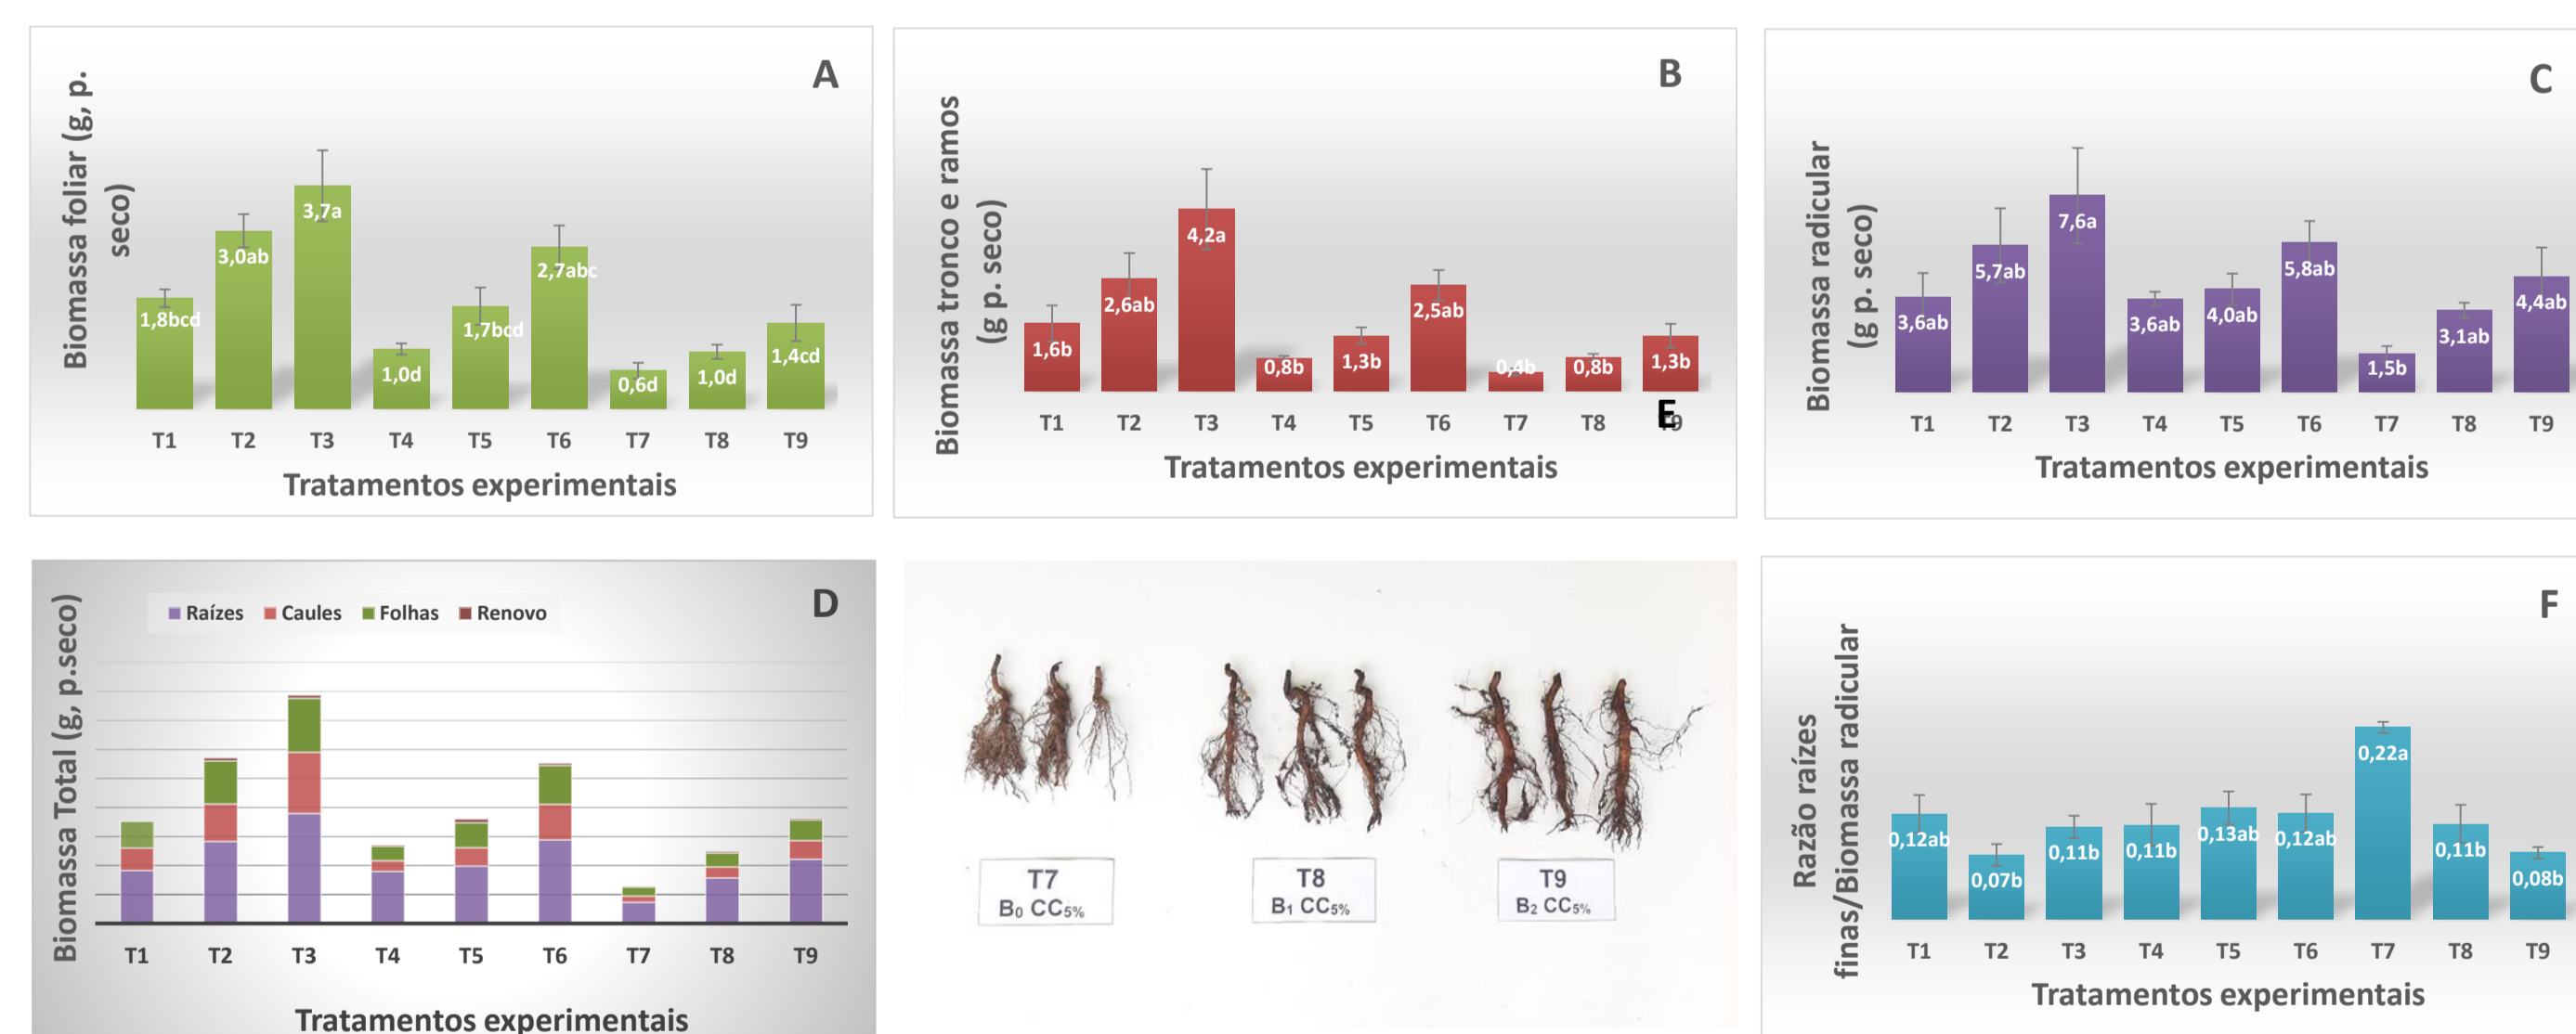 A
Biomassa foliar (g, p.
seco)
3,7a
3,0ab
2,7abc
1,8bcd
1,7bcd
1,4cd
1,0d
0,6d
1,0d
T1 T2 T3 T4 T5 T6 T7 T8 T9
Tratamentos experimentais
B
Biomassa tronco e ramos
(g p. seco)
4,2a
2,6ab
2,5ab
1,6b
0,8b
1,3b
0,4b
0,8b
1,3b
T1 T2 T3 T4 T5 T6 T7 T8 T9
E
Tratamentos experimentais
C
Biomassa radicular
(g p. seco)
7,6a
5,7ab
5,8ab
3,6ab
3,6ab
4,0ab
4,4ab
3,1ab
1,5b
T1 T2 T3 T4 T5 T6 T7 T8 T9
Tratamentos experimentais
D
Raízes Caules Folhas Renovo
Biomassa Total (g, p.seco)
T1 T2 T3 T4 T5 T6 T7 T8 T9
Tratamentos experimentais
T7
B0 CC5%
T8
B1 CC5%
T9
B2 CC5%
F
Razão raízes
finas/Biomassa radicular
0,22a
0,12ab
0,07b
0,11b
0,11b
0,13ab
0,12ab
0,11b
0,08b
T1 T2 T3 T4 T5 T6 T7 T8 T9
Tratamentos experimentais